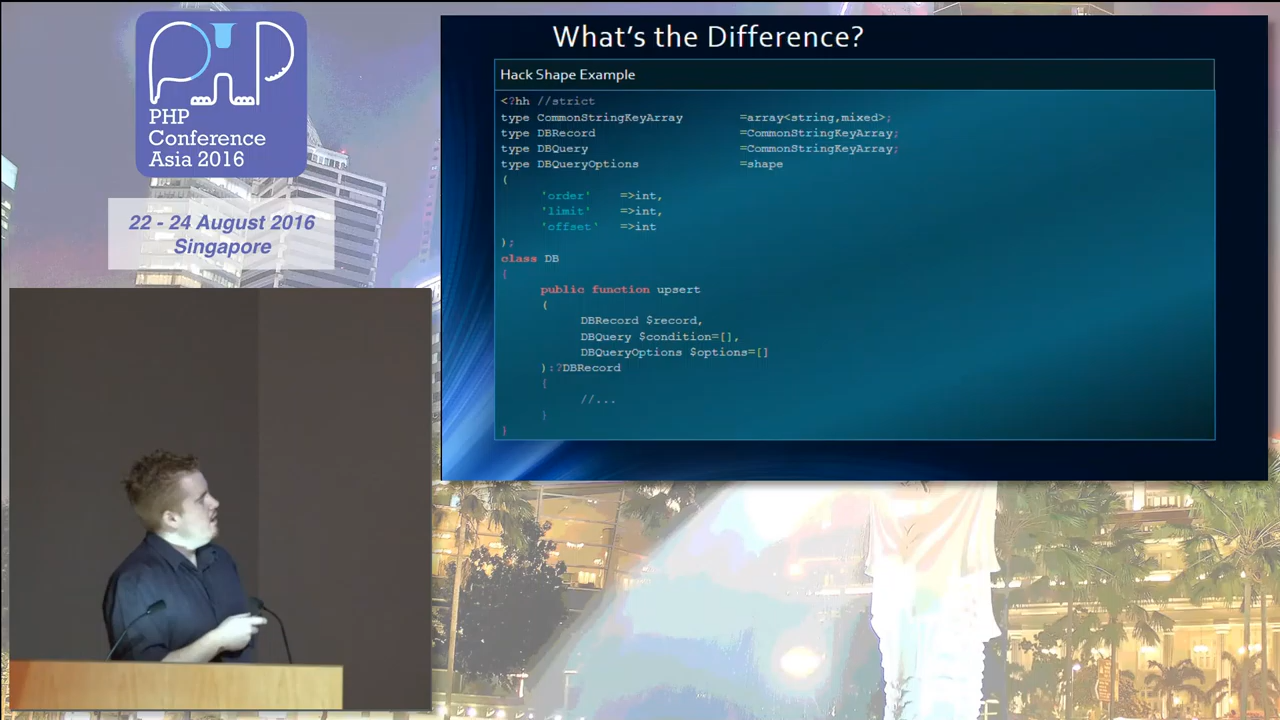 PHP
PHP
Conference
Asia 2016
22 - 24 August 2016
Singapore
What's the Difference?
Hack Shape Example
<?hh //strict
type CommonStringKeyArray =array<string,mixed>;
type DBRecord =CommonStringKeyArray;
type DBQuery =CommonStringKeyArray;
type DBQueryOptions =shape
(
'order' =>int,
'limit' =>int,
'offset' =>int
);
class DB
{
public function upsert
(
DBRecord $record,
DBQuery $condition=[],
DBQueryOptions $options=[]
):?DBRecord
{
//...
}
}